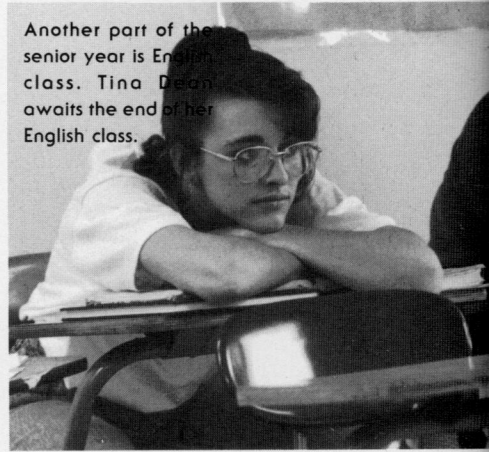 Another part of the
senior year is English
class. Tina Dean
awaits the end of her
English class.